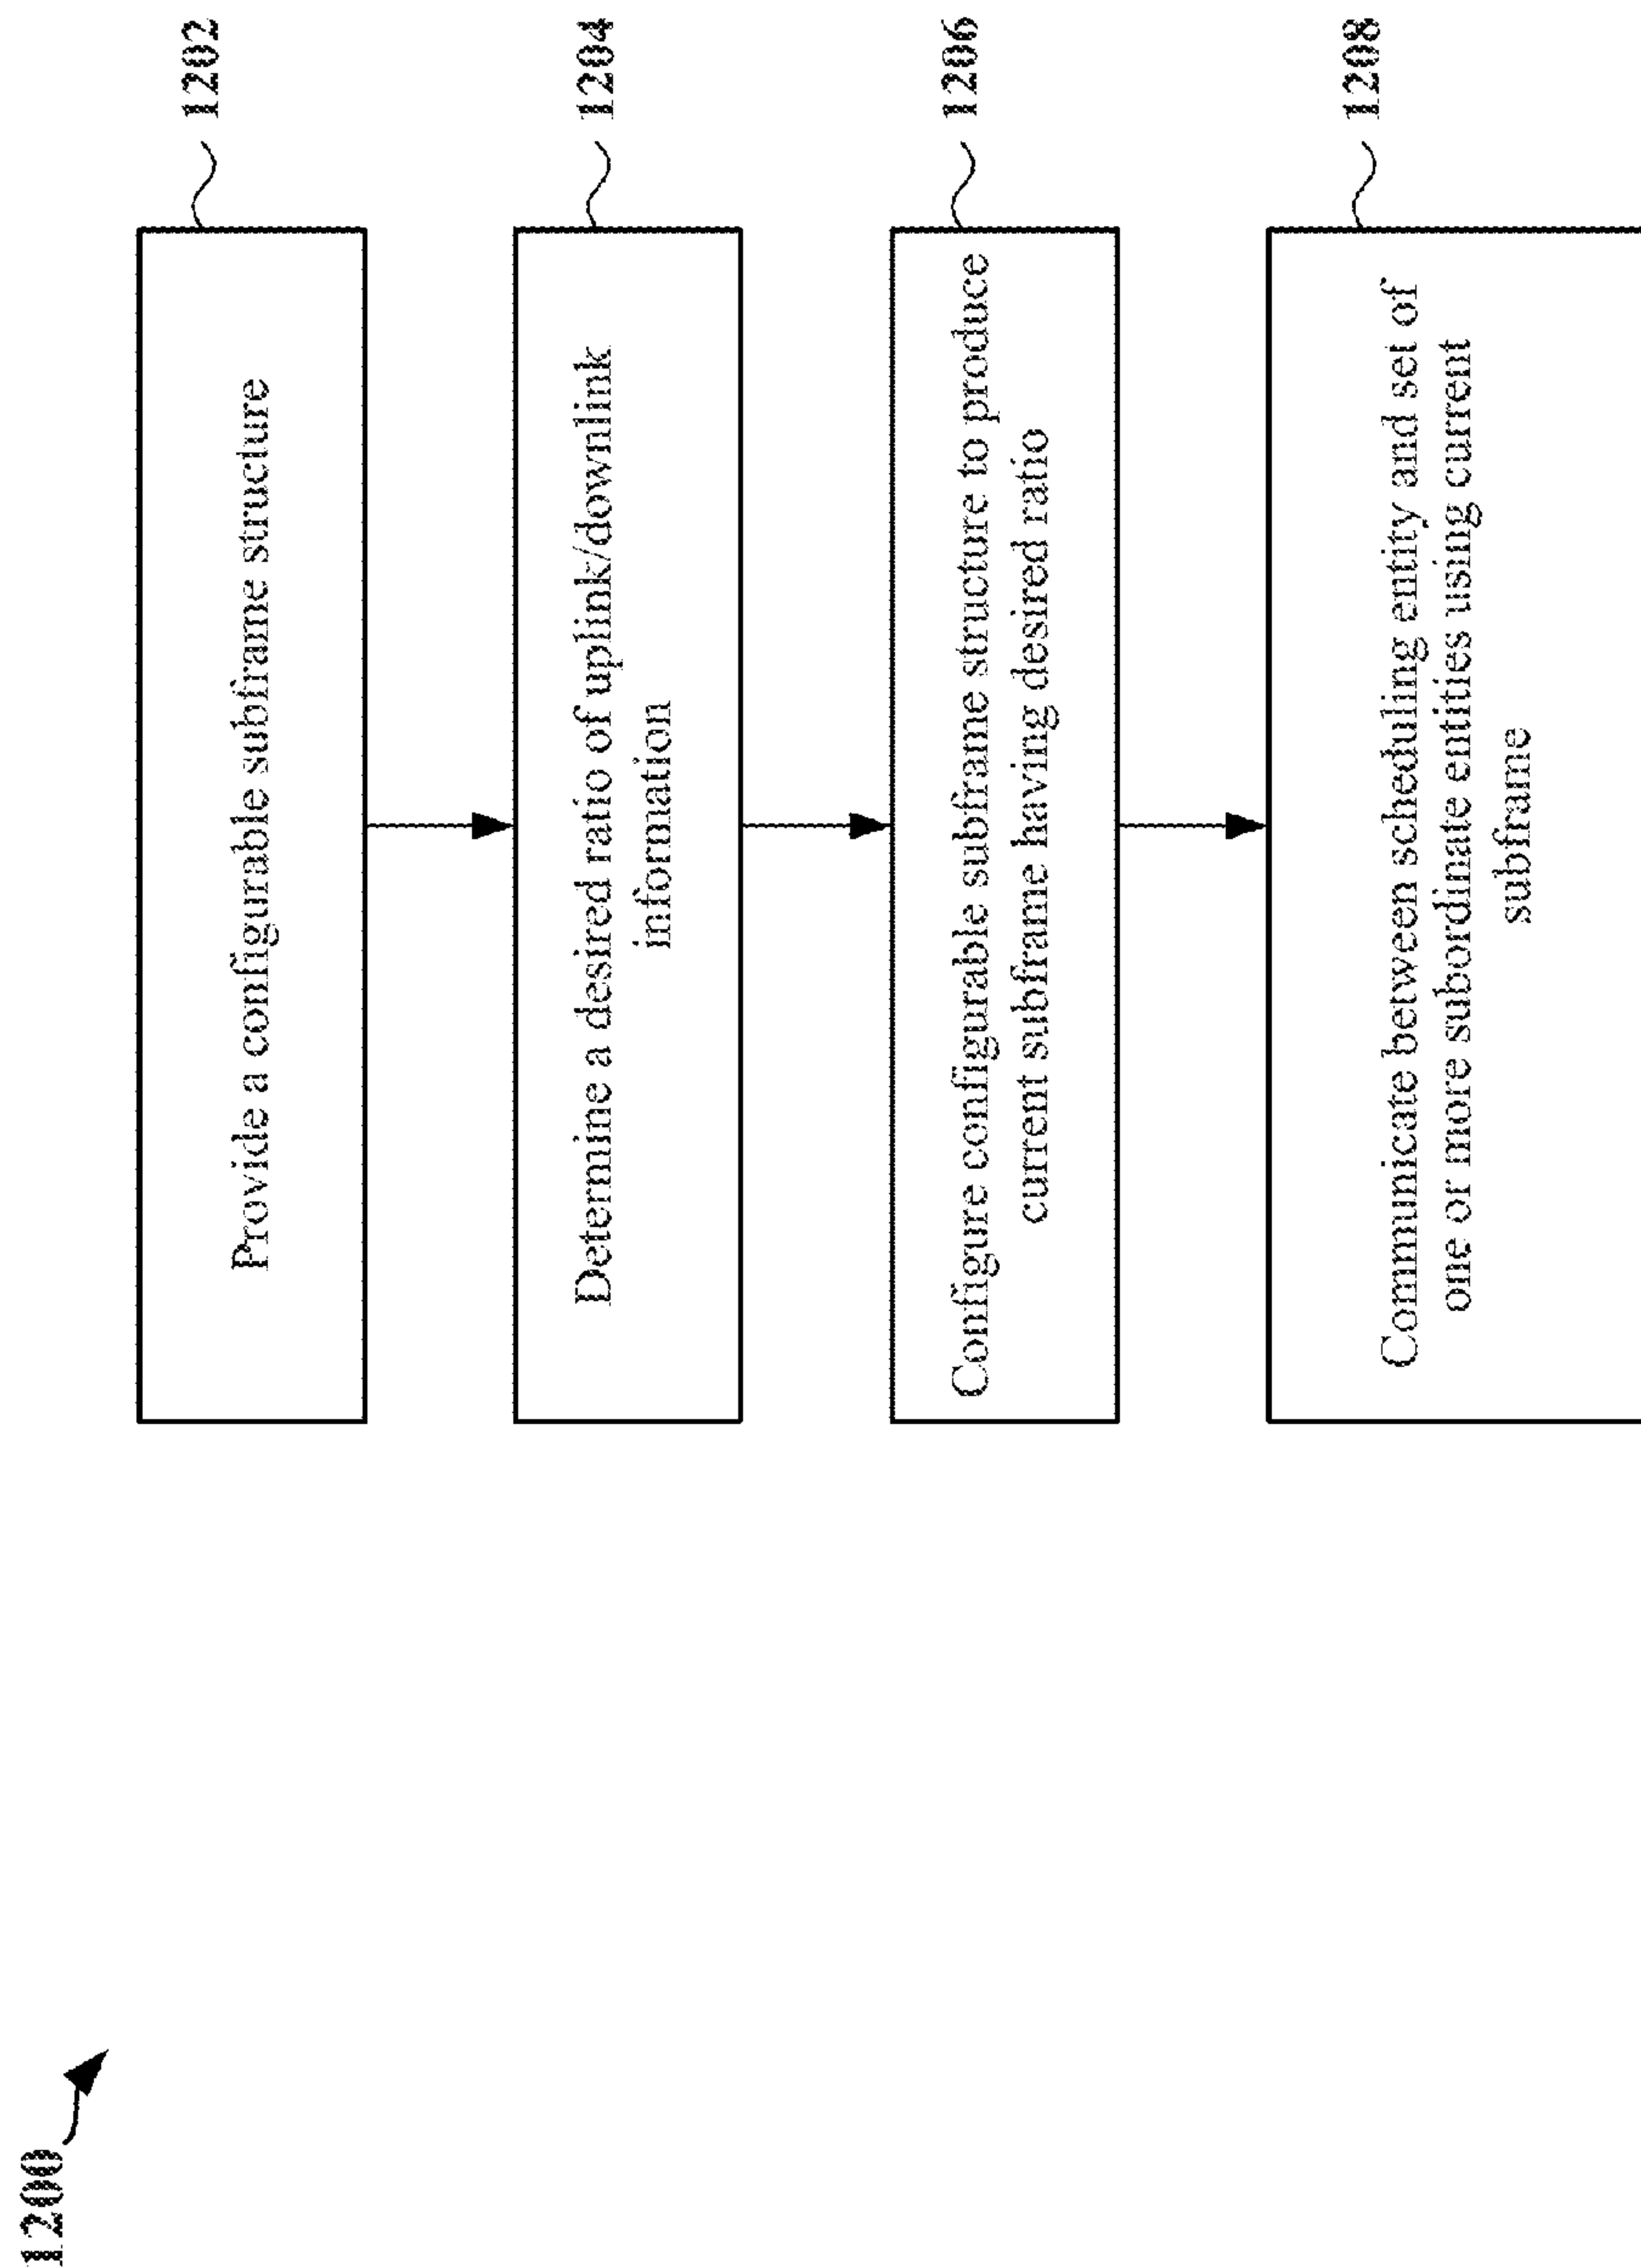 1200
Provide a configurable subframe structure
1202
Determine a desired ratio of uplink/downlink
information
1204
Configure configurable subframe structure to produce
current subframe having desired ratio
1206
Communicate between scheduling entity and set of
one or more subordinate entities using current
subframe
1208